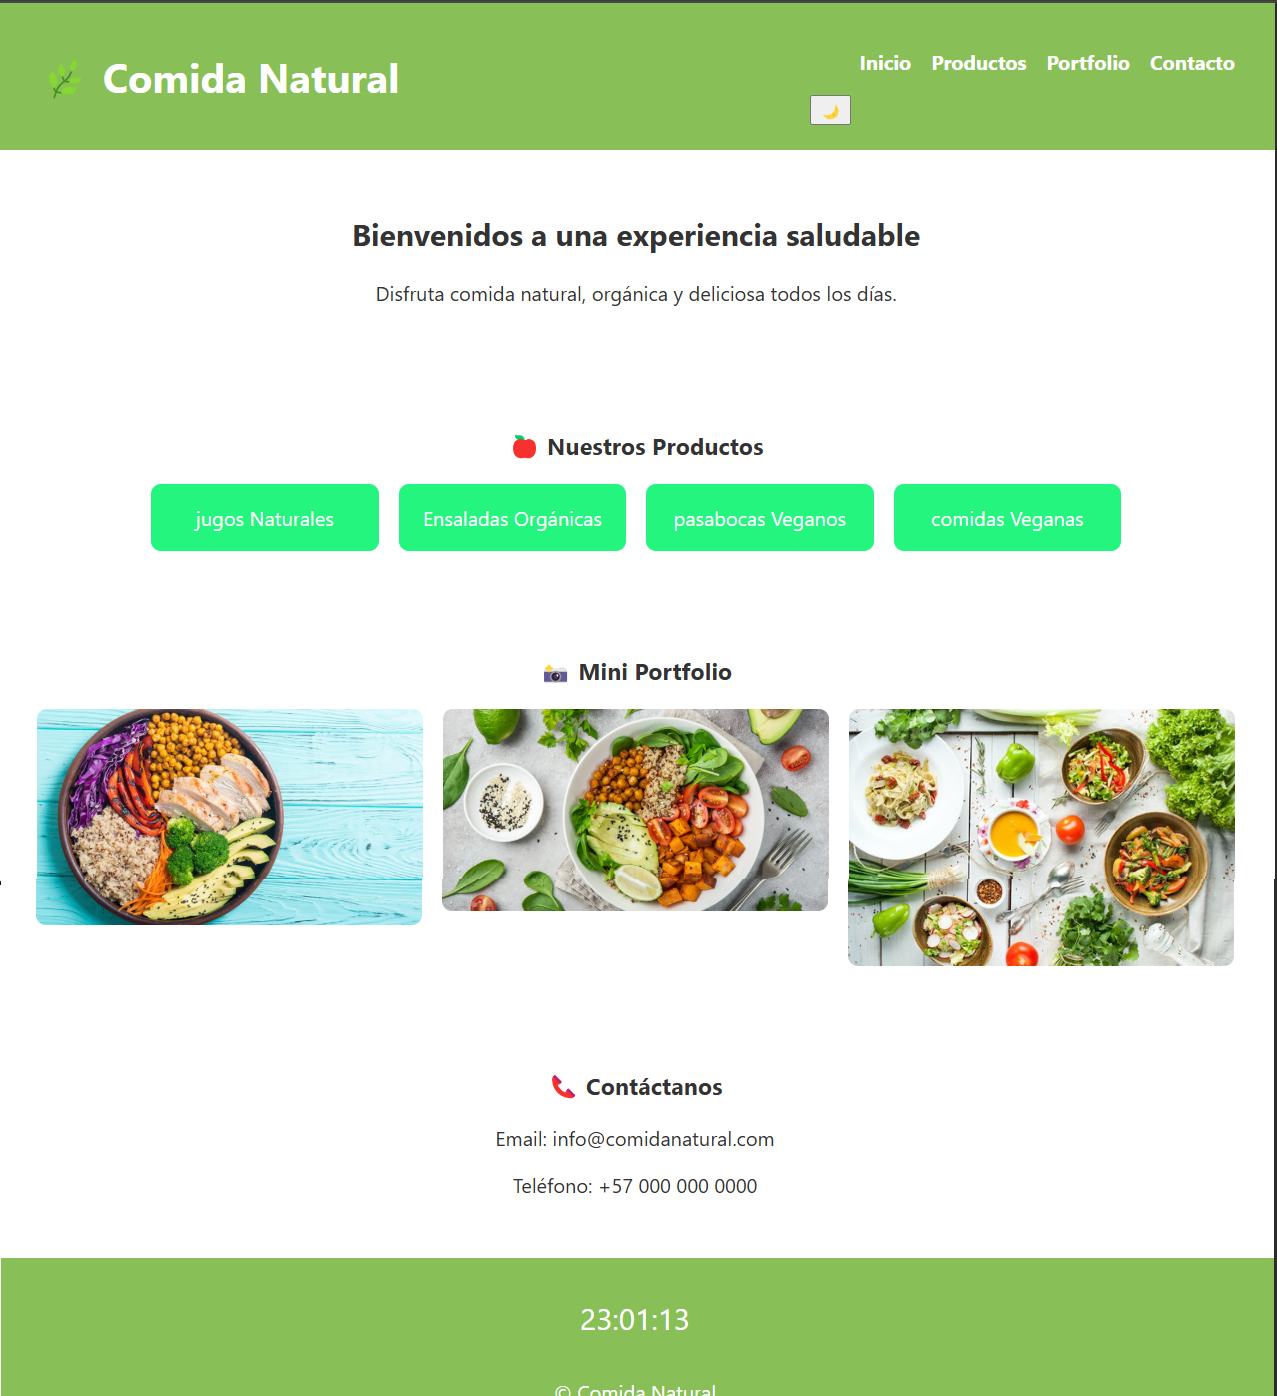 Comida Natural
Inicio Productos Portfolio Contacto
Bienvenidos a una experiencia saludable
Disfruta comida natural, orgánica y deliciosa todos los días.
Nuestros Productos
jugos Naturales
Ensaladas Orgánicas
pasabocas Veganos
comidas Veganas
Mini Portfolio
Contáctanos
Email: info@comidanatural.com
Teléfono: +57 000 000 0000
23:01:13
© Comida Natural